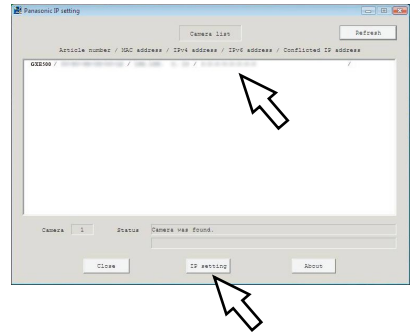 Panasonic IP setting
Camera list
Refresh
Article number / MAC address / IPv4 address / IPv6 address / Conflicted IP address
GXE500 / / / /
Camera 1 Status Camera was found.
Close IP setting About